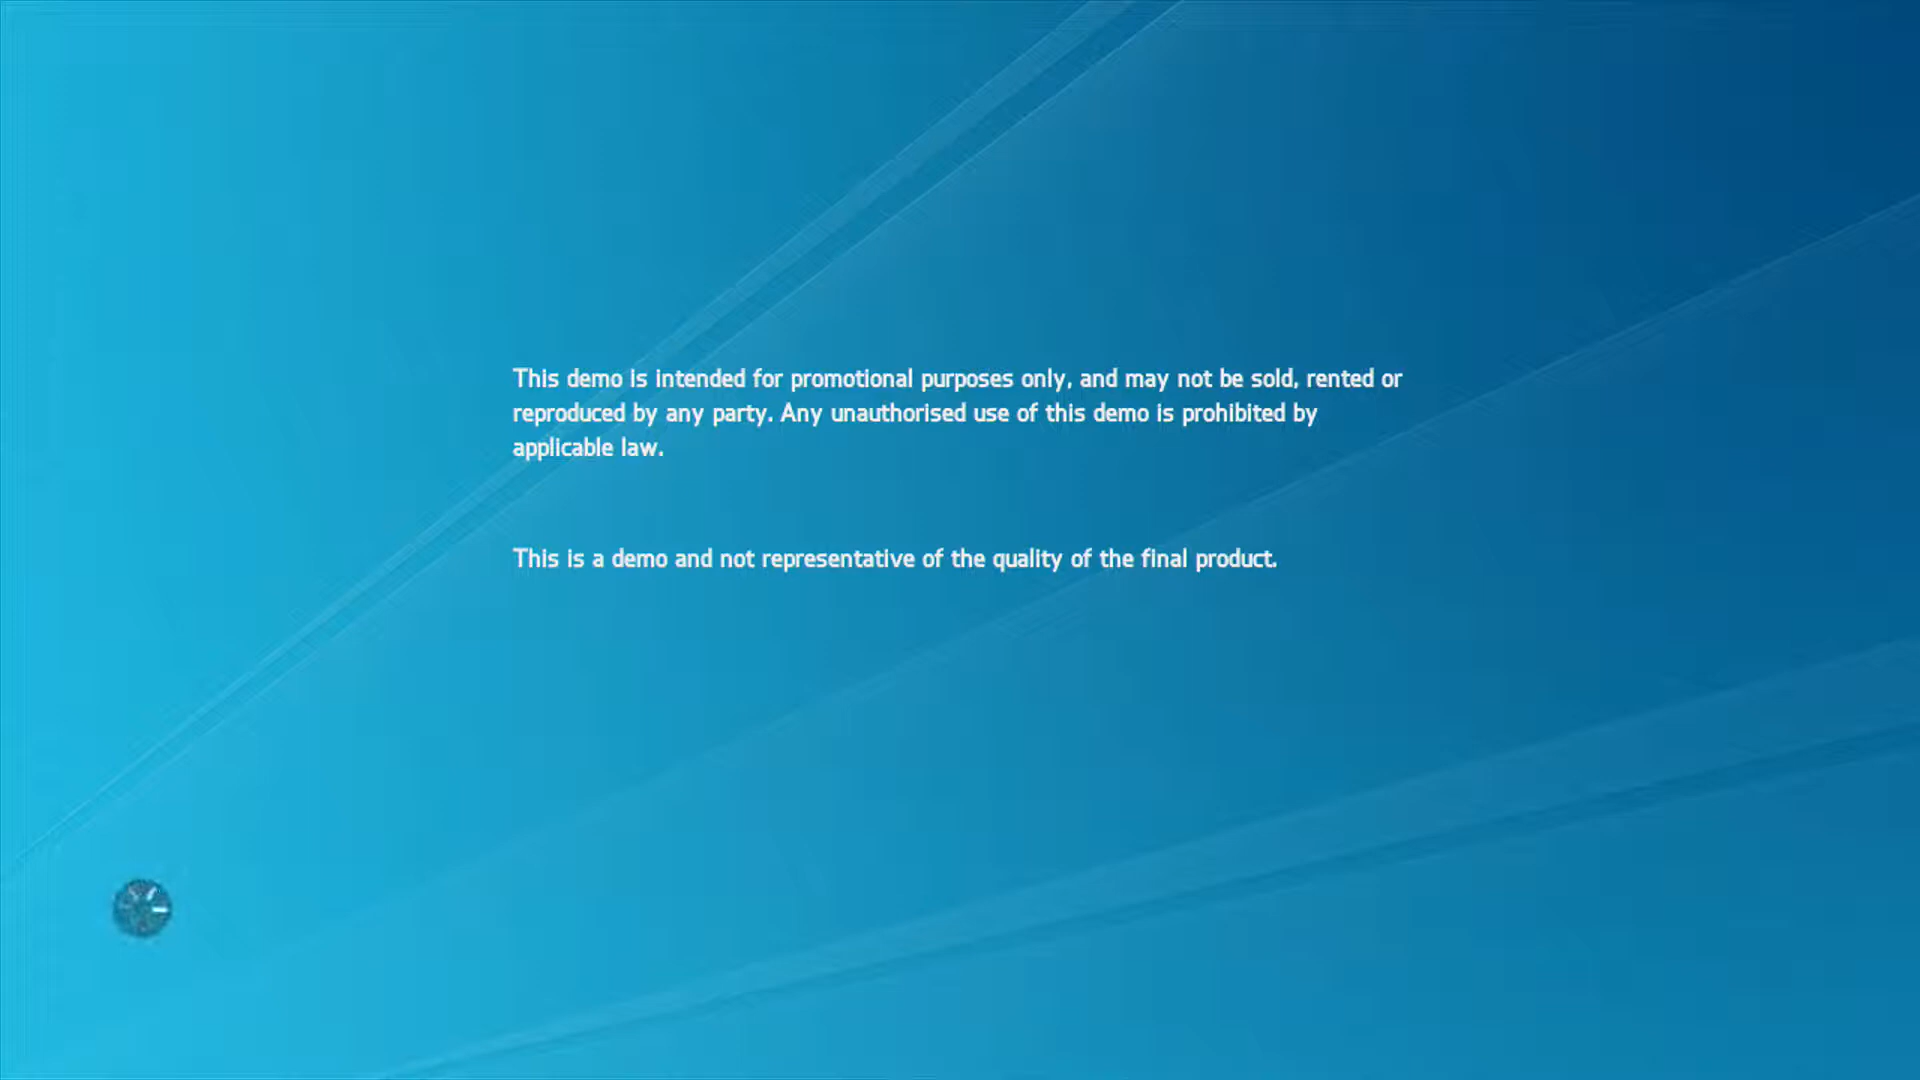 This demo is intended for promotional purposes only, and may not be sold, rented or
reproduced by any party. Any unauthorised use of this demo is prohibited by
applicable law.
This is a demo and not representative of the quality of the final product.